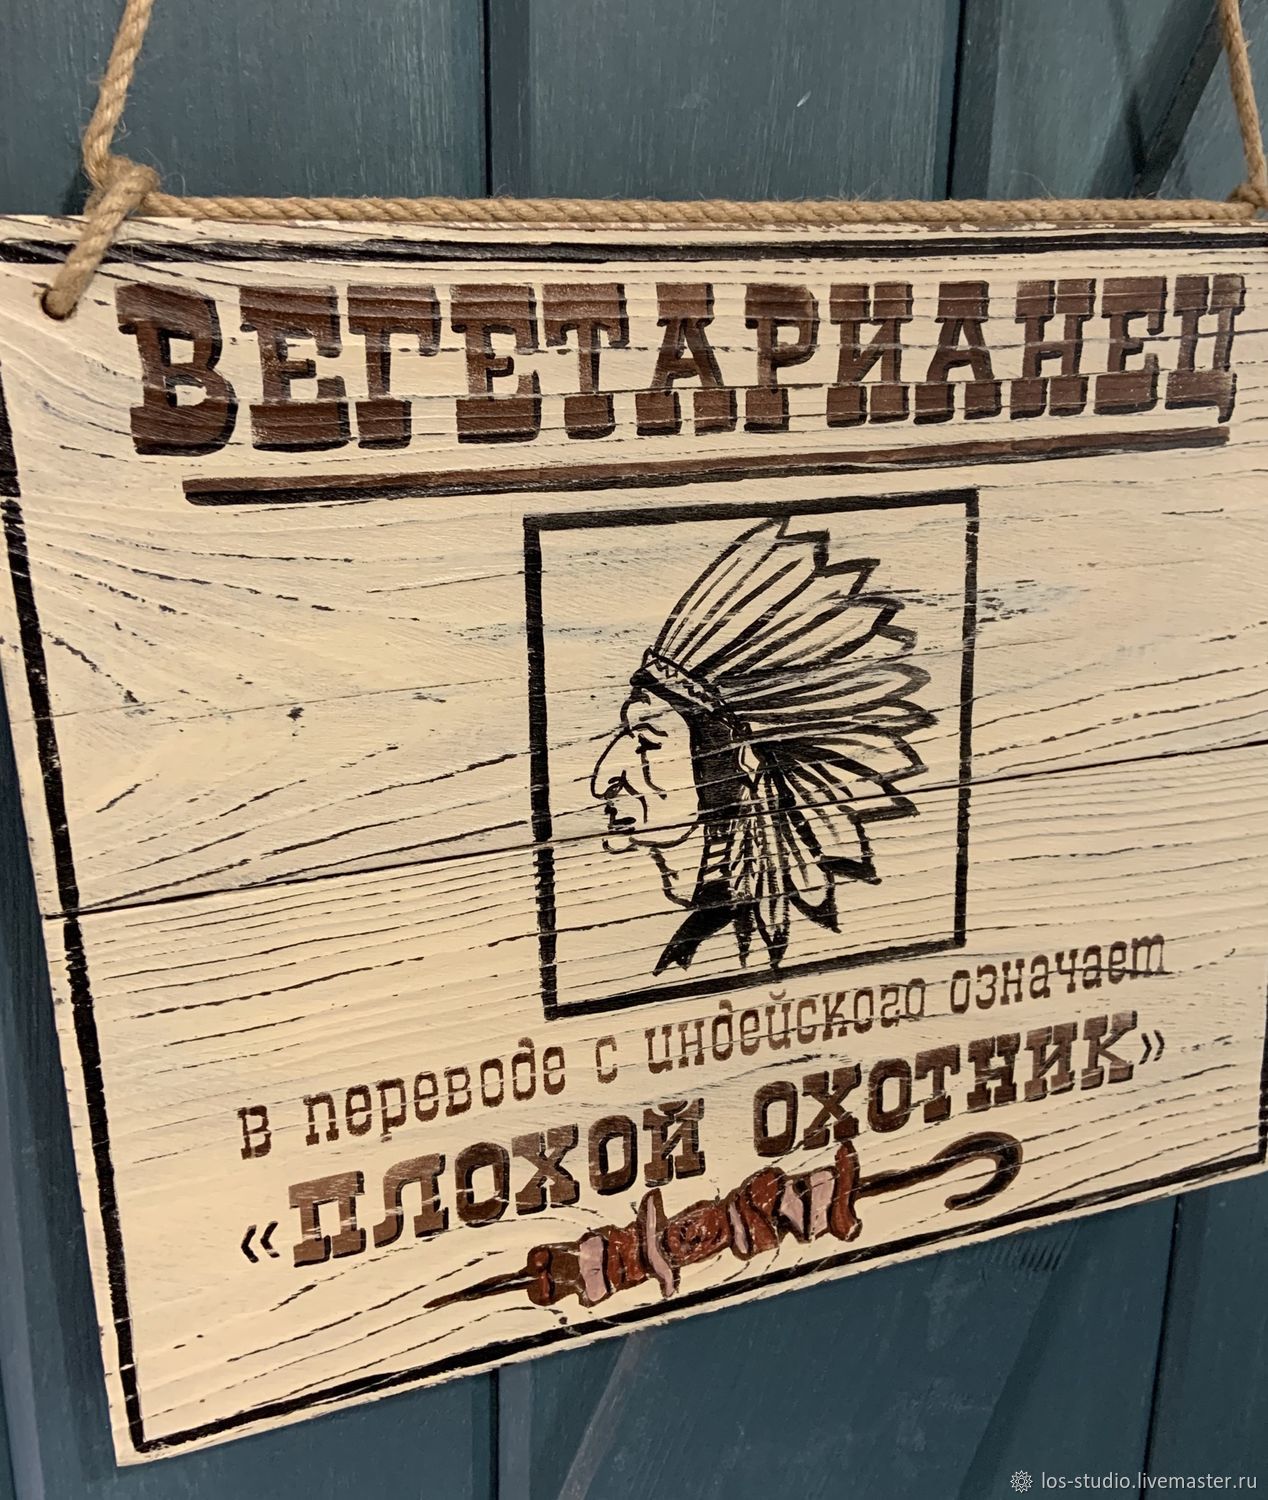 ВЕГЕТАРИАНЕЦ
в переводе с индейского означает
«ПЛОХОЙ ОХОТНИК»
los-studio.livemaster.ru